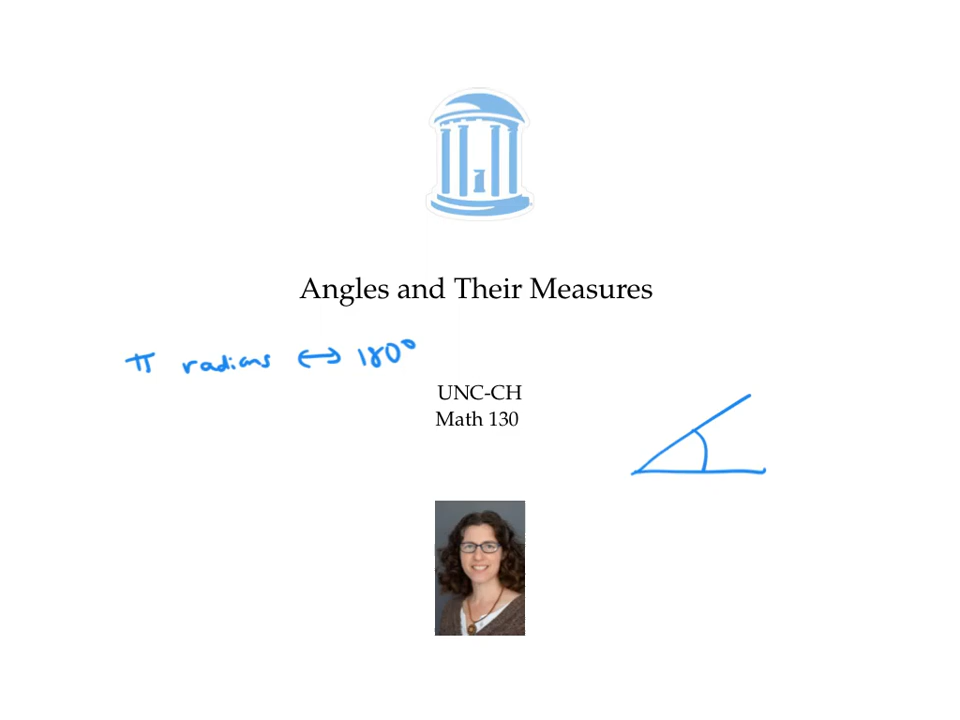 Angles and Their Measures
π radians ↔ 180°
UNC-CH
Math 130